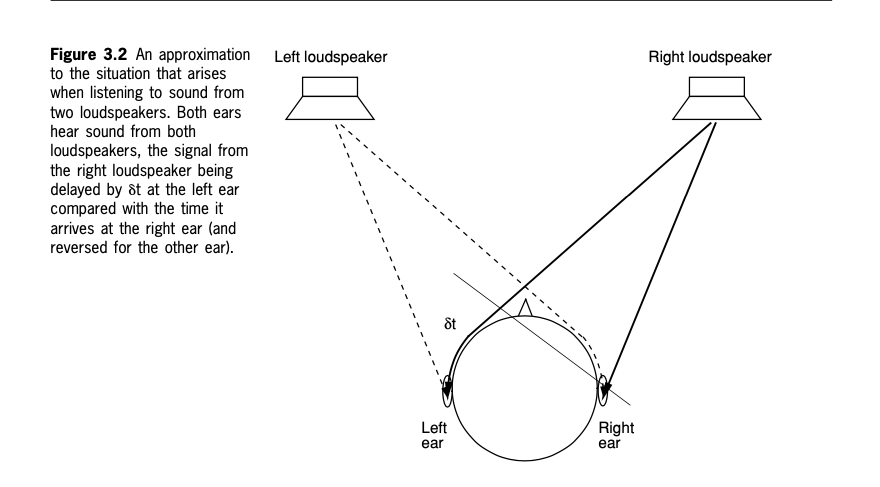 Figure 3.2 An approximation
to the situation that arises
when listening to sound from
two loudspeakers. Both ears
hear sound from both
loudspeakers, the signal from
the right loudspeaker being
delayed by δt at the left ear
compared with the time it
arrives at the right ear (and
reversed for the other ear).
Left loudspeaker
Right loudspeaker
δt
Left
ear
Right
ear